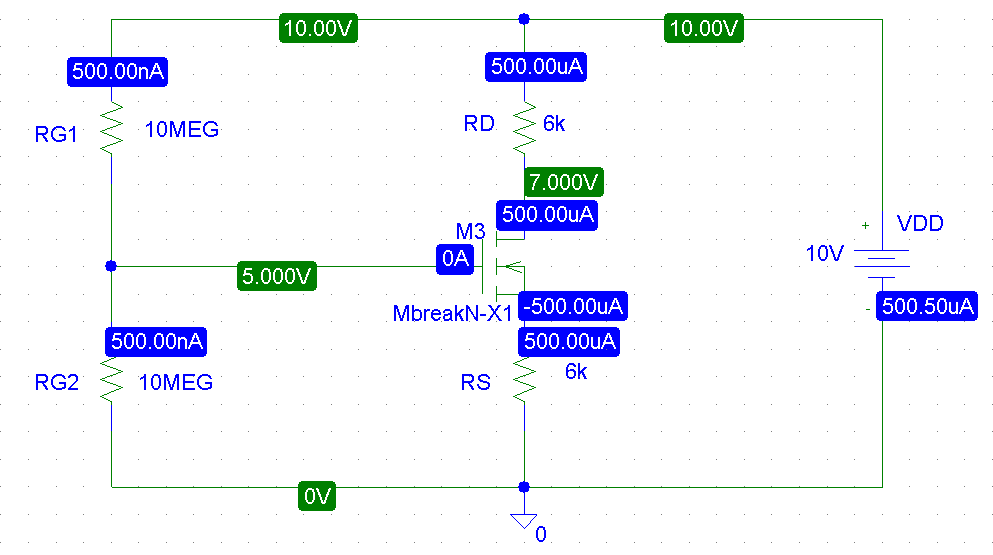 10.00V
10.00V
500.00nA
500.00uA
RG1
10MEG
RD
6k
7.000V
500.00uA
M3
0A
5.000V
MbreakN-X1
-500.00uA
+
VDD
10V
-
500.50uA
500.00nA
500.00uA
RG2
10MEG
RS
6k
0V
0